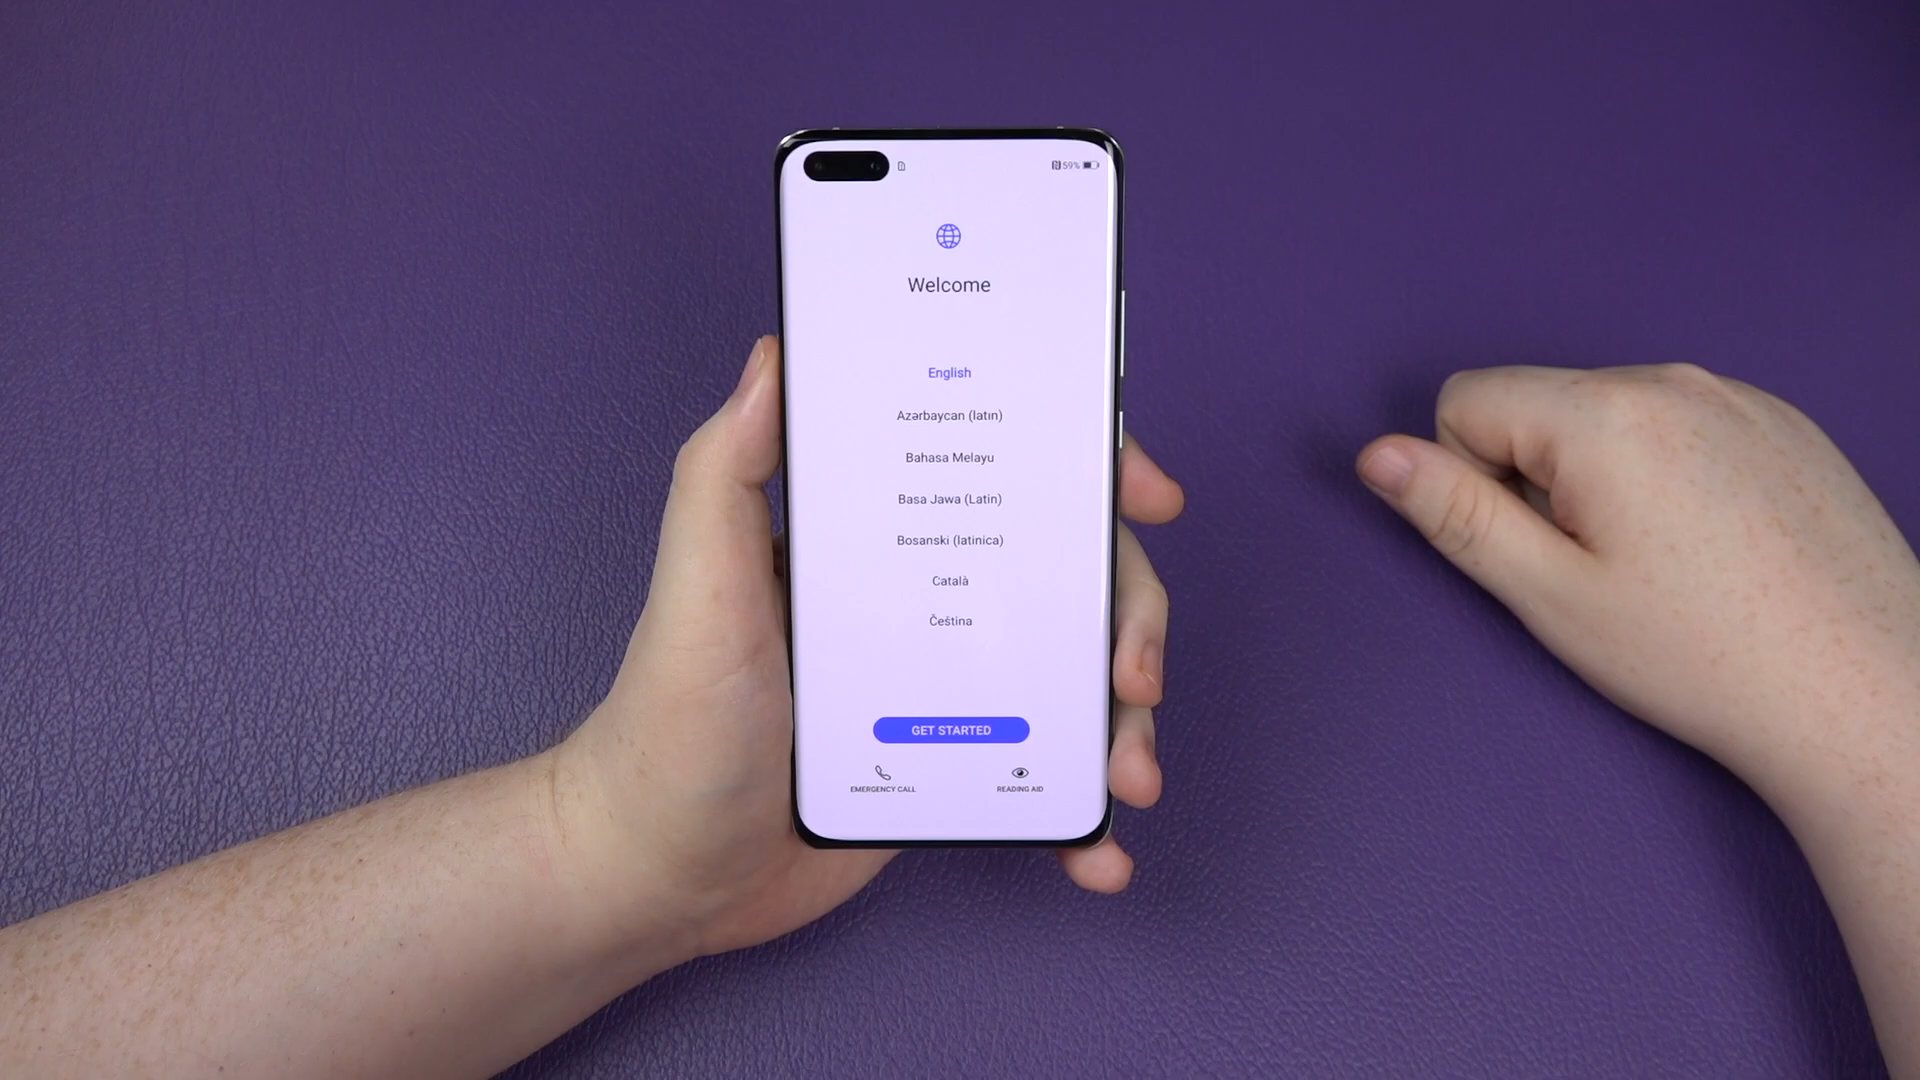 59%
Welcome
English
Azərbaycan (latın)
Bahasa Melayu
Basa Jawa (Latin)
Bosanski (latinica)
Català
Čeština
GET STARTED
EMERGENCY CALL
READING AID